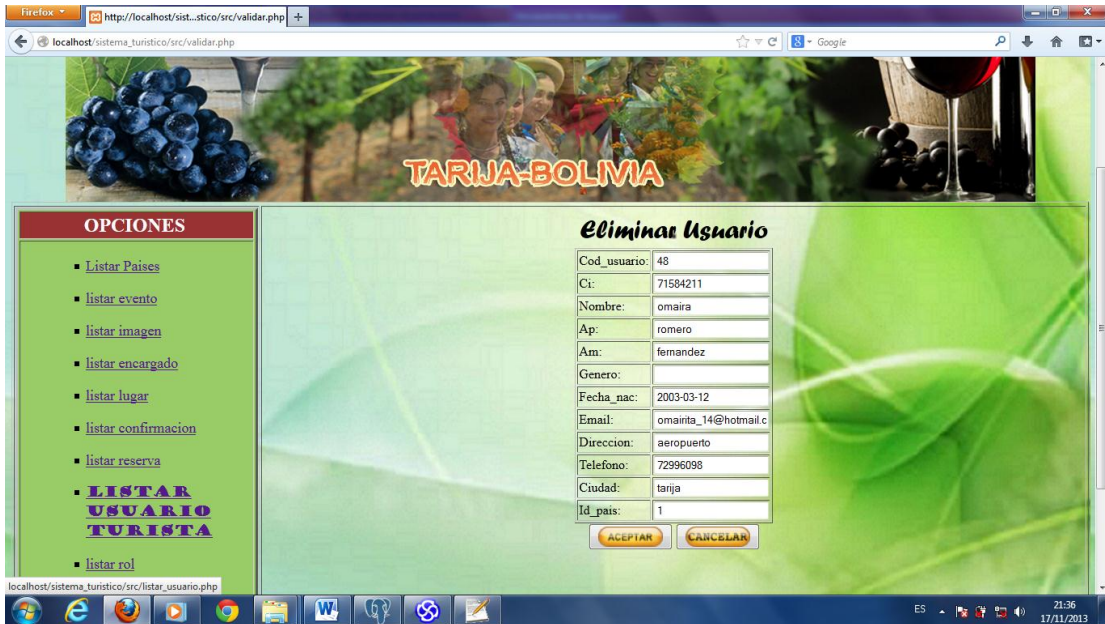 Firefox
http://localhost/sist...stico/src/validar.php
localhost/sistema_turistico/src/validar.php
Google
TARIJA-BOLIVIA
OPCIONES
Listar Paises
listar evento
listar imagen
listar encargado
listar lugar
listar confirmacion
listar reserva
LISTAR
USUARIO
TURISTA
listar rol
Eliminar Usuario
Cod_usuario: 48
Ci: 71584211
Nombre: omaira
Ap: romero
Am: fernandez
Genero:
Fecha_nac: 2003-03-12
Email: omairita_14@hotmail.c
Direccion: aeropuerto
Telefono: 72996098
Ciudad: tarija
Id_pais: 1
ACEPTAR CANCELAR
localhost/sistema_turistico/src/listar_usuario.php
ES
21:36
17/11/2013